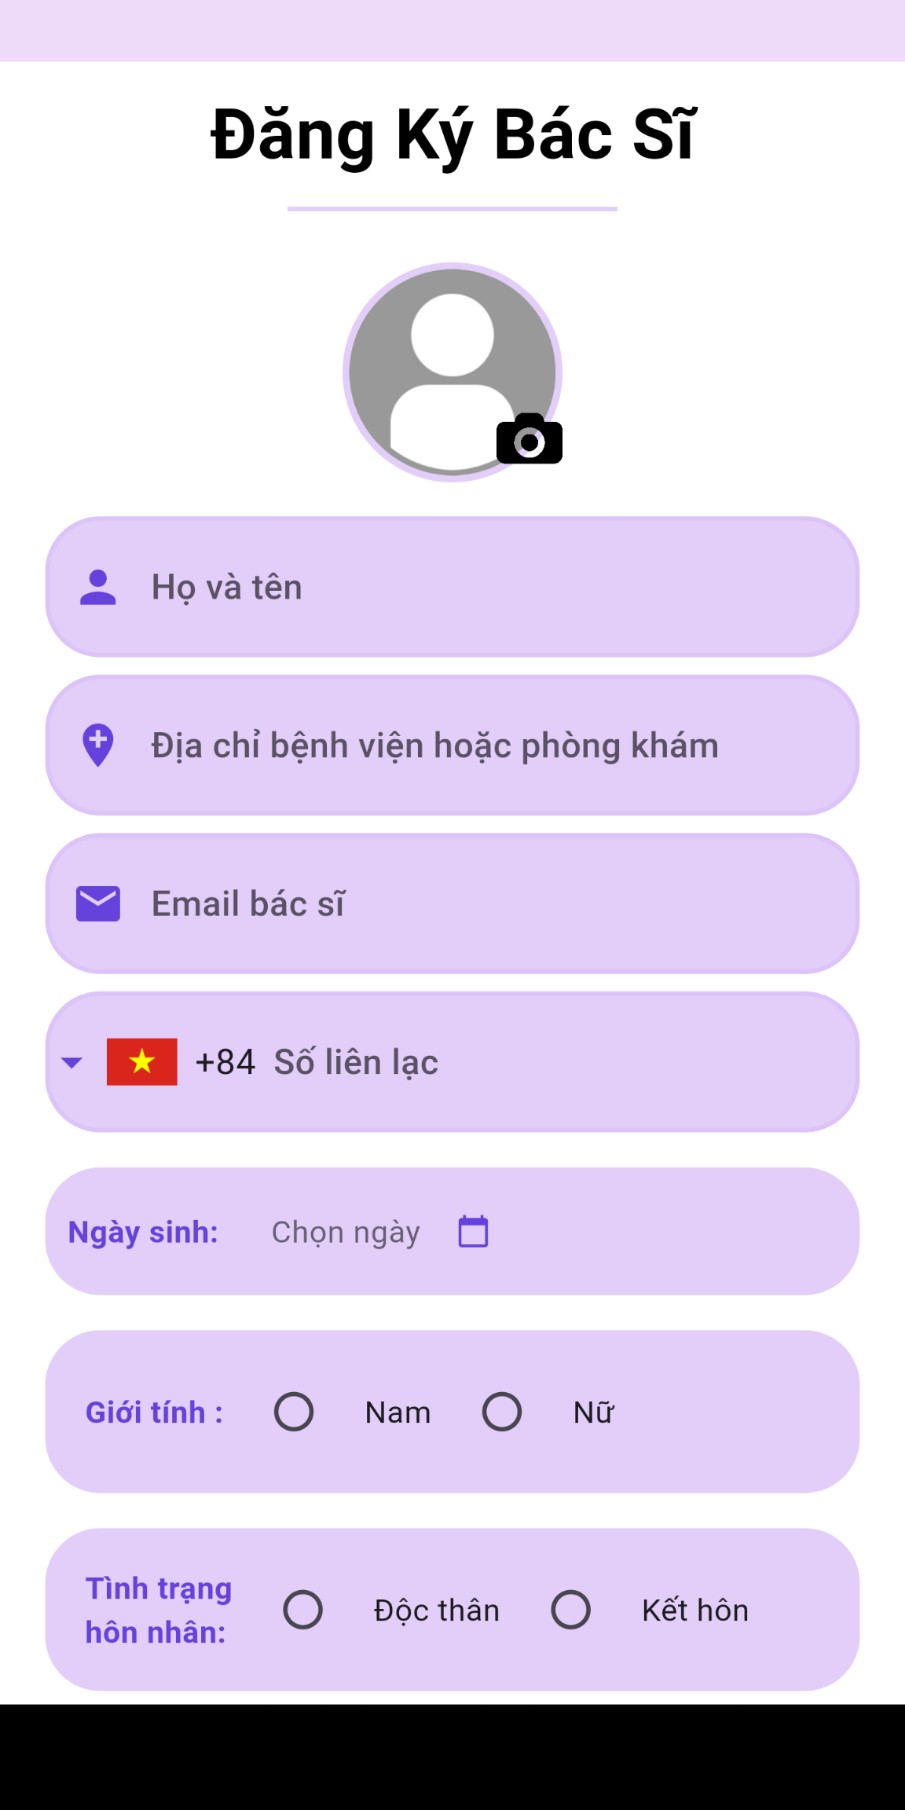 Đăng Ký Bác Sĩ
Họ và tên
Địa chỉ bệnh viện hoặc phòng khám
Email bác sĩ
+84 Số liên lạc
Ngày sinh: Chọn ngày
Giới tính : Nam Nữ
Tình trạng
hôn nhân: Độc thân Kết hôn